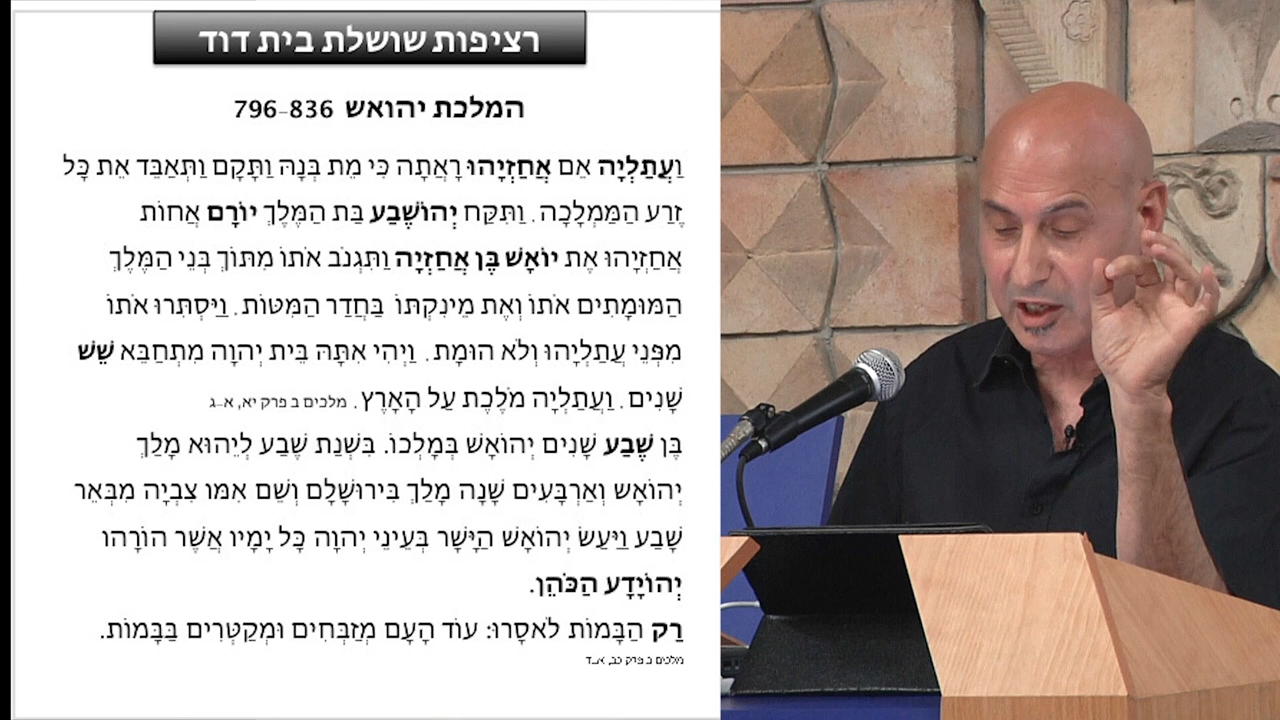 רציפות שושלת בית דוד
המלכת יהואש 836–796
וַעֲתַלְיָה אֵם אֲחַזְיָהוּ רָאֲתָה כִּי מֵת בְּנָהּ וַתָּקָם וַתְּאַבֵּד אֵת כָּל
זֶרַע הַמַּמְלָכָה. וַתִּקַּח יְהוֹשֶׁבַע בַּת הַמֶּלֶךְ יוֹרָם אֲחוֹת
אֲחַזְיָהוּ אֶת יוֹאָשׁ בֶּן אֲחַזְיָה וַתִּגְנֹב אֹתוֹ מִתּוֹךְ בְּנֵי הַמֶּלֶךְ
הַמּוּמָתִים אֹתוֹ וְאֶת מֵינִקְתּוֹ בַּחֲדַר הַמִּטּוֹת. וַיַּסְתִּרוּ אֹתוֹ
מִפְּנֵי עֲתַלְיָהוּ וְלֹא הוּמָת. וַיְהִי אִתָּהּ בֵּית יְהוָה מִתְחַבֵּא שֵׁשׁ
שָׁנִים. וַעֲתַלְיָה מֹלֶכֶת עַל הָאָרֶץ. מלכים ב פרק יא, א–ג
בֶּן שֶׁבַע שָׁנִים יְהוֹאָשׁ בְּמָלְכוֹ. בִּשְׁנַת שֶׁבַע לְיֵהוּא מָלַךְ
יְהוֹאָשׁ וְאַרְבָּעִים שָׁנָה מָלַךְ בִּירוּשָׁלָם וְשֵׁם אִמּוֹ צִבְיָה מִבְּאֵר
שָׁבַע וַיַּעַשׂ יְהוֹאָשׁ הַיָּשָׁר בְּעֵינֵי יְהוָה כָּל יָמָיו אֲשֶׁר הוֹרָהוּ
יְהוֹיָדָע הַכֹּהֵן.
רַק הַבָּמוֹת לֹא סָרוּ: עוֹד הָעָם מְזַבְּחִים וּמְקַטְּרִים בַּבָּמוֹת.
מלכים ב פרק כב, א–ד